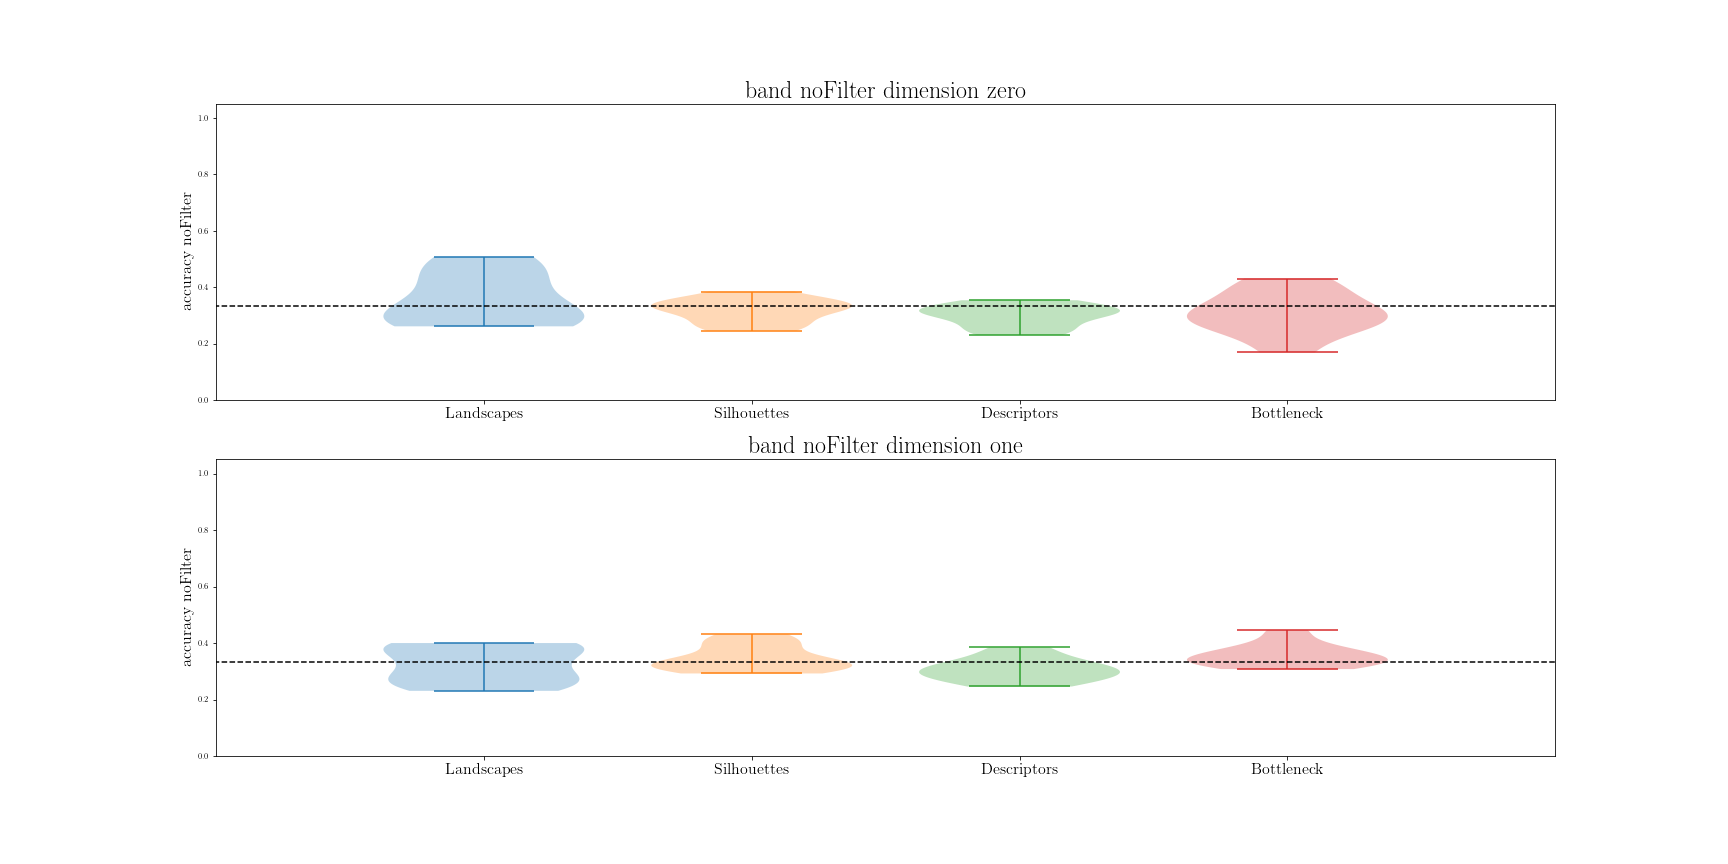 band noFilter dimension zero
1.0
0.8
0.6
0.4
0.2
0.0
accuracy noFilter
Landscapes Silhouettes Descriptors Bottleneck
band noFilter dimension one
1.0
0.8
0.6
0.4
0.2
0.0
accuracy noFilter
Landscapes Silhouettes Descriptors Bottleneck